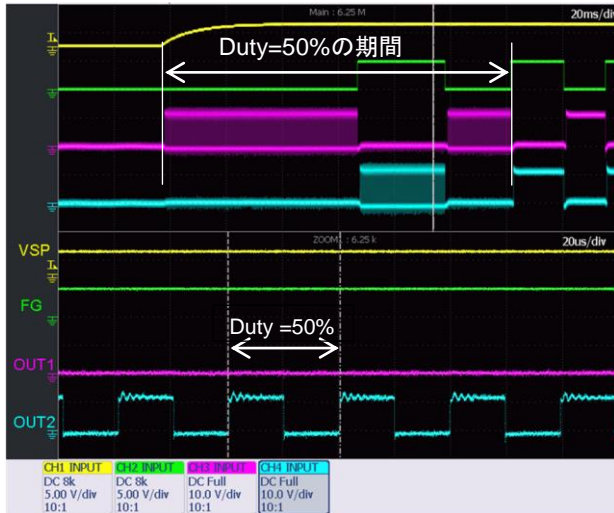 Main : 6.25 M
20ms/div
Duty=50%の期間
ZOOM1 : 6.25 k
20us/div
VSP
FG
Duty =50%
OUT1
OUT2
CH1 INPUT
DC 8k
5.00 V/div
10:1
CH2 INPUT
DC 8k
5.00 V/div
10:1
CH3 INPUT
DC Full
10.0 V/div
10:1
CH4 INPUT
DC Full
10.0 V/div
10:1